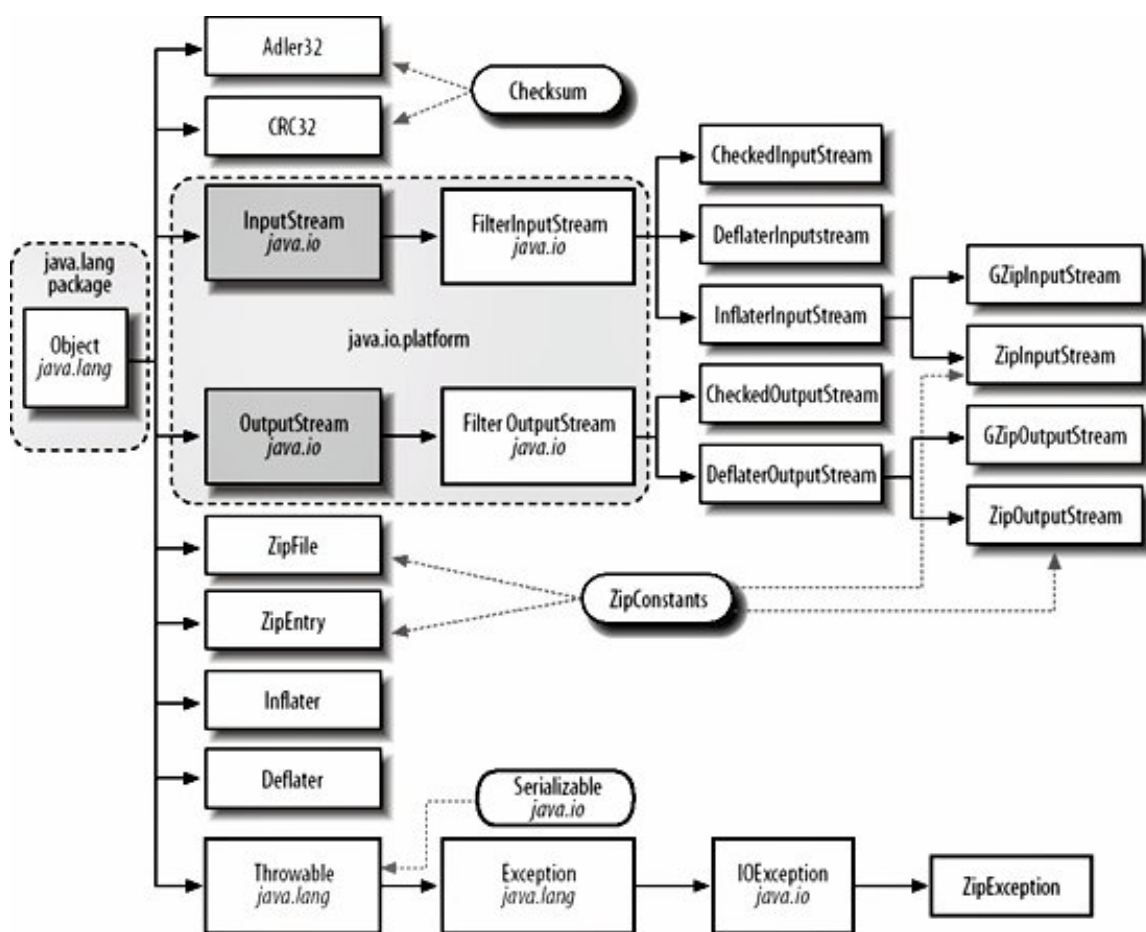 Adler32
Checksum
CRC32
CheckedInputStream
InputStream
java.io
FilterInputStream
java.io
DeflaterInputstream
java.lang
package
GZipInputStream
InflaterInputStream
Object
java.lang
java.io.platform
ZipInputStream
CheckedOutputStream
OutputStream
java.io
Filter OutputStream
java.io
GZipOutputStream
DeflaterOutputStream
ZipOutputStream
ZipFile
ZipConstants
ZipEntry
Inflater
Deflater
Serializable
java.io
Throwable
java.lang
Exception
java.lang
IOException
java.io
ZipException